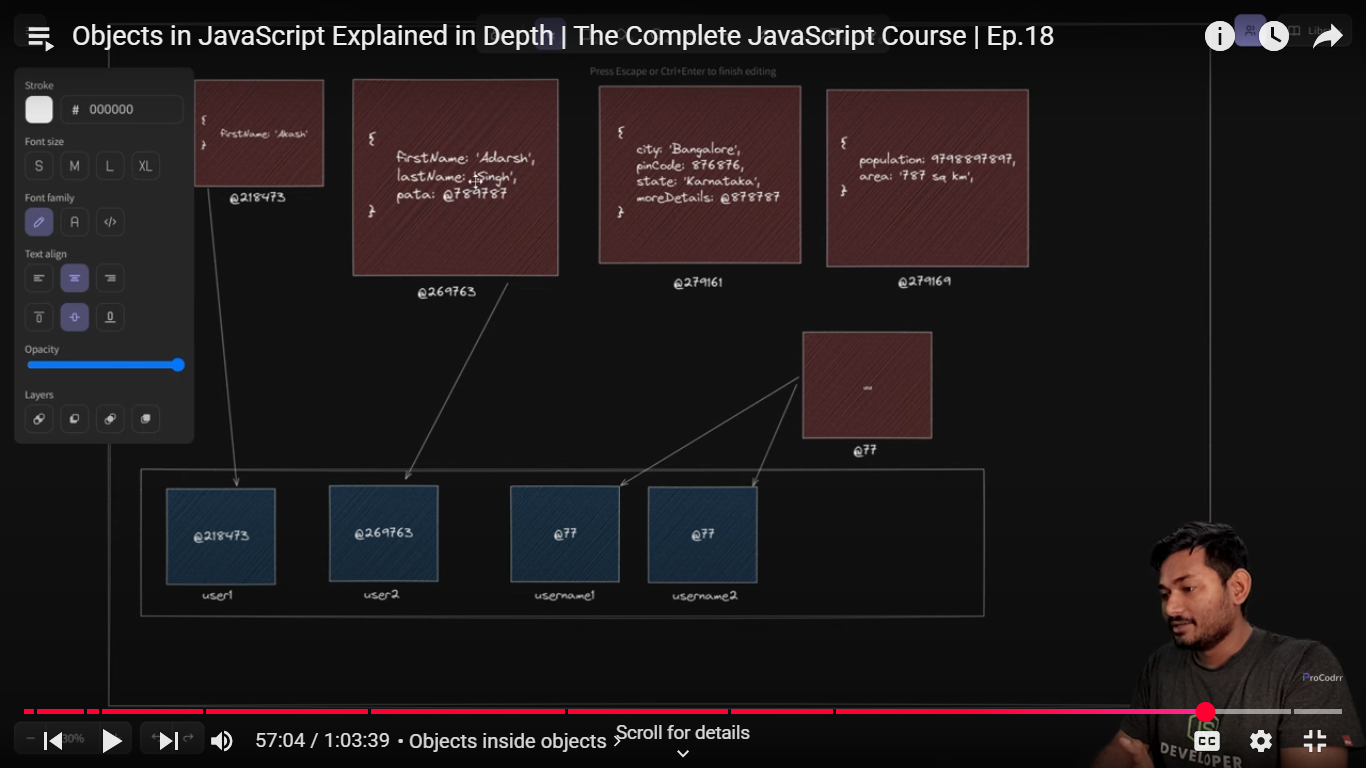 Objects in JavaScript Explained in Depth | The Complete JavaScript Course | Ep.18
Press Escape or Ctrl+Enter to finish editing
Stroke
# 000000
Font size
S M L XL
Font family
A </>
Text align
Opacity
Layers
{
firstName: 'Akash'
}
@218473
{
firstName: 'Adarsh',
lastName: 'Singh',
pata: @789787
}
@269763
{
city: 'Bangalore',
pinCode: 876876,
state: 'Karnataka',
moreDetails: @878787
}
@279161
{
population: 9798897897,
area: '787 sq km',
}
@279169
@77
@218473
@269763
@77
@77
user1
user2
username1
username2
ProCodrr
JS
DEVELOPER
57:04 / 1:03:39 • Objects inside objects ›
Scroll for details
CC